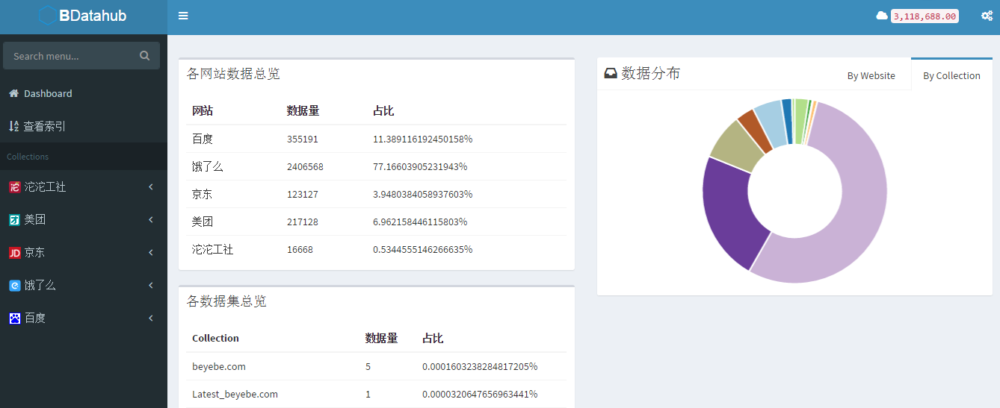 BDatahub
3,118,688.00
Search menu...
Dashboard
查看索引
Collections
沱沱工社
美团
京东
饿了么
百度
各网站数据总览
网站 数据量 占比
百度 355191 11.389116192450158%
饿了么 2406568 77.16603905231943%
京东 123127 3.9480384058937603%
美团 217128 6.962158446115803%
沱沱工社 16668 0.5344555146266635%
各数据集总览
Collection 数据量 占比
beyebe.com 5 0.0001603238284817205%
Latest_beyebe.com 1 0.0000320647656963441%
数据分布 By Website By Collection